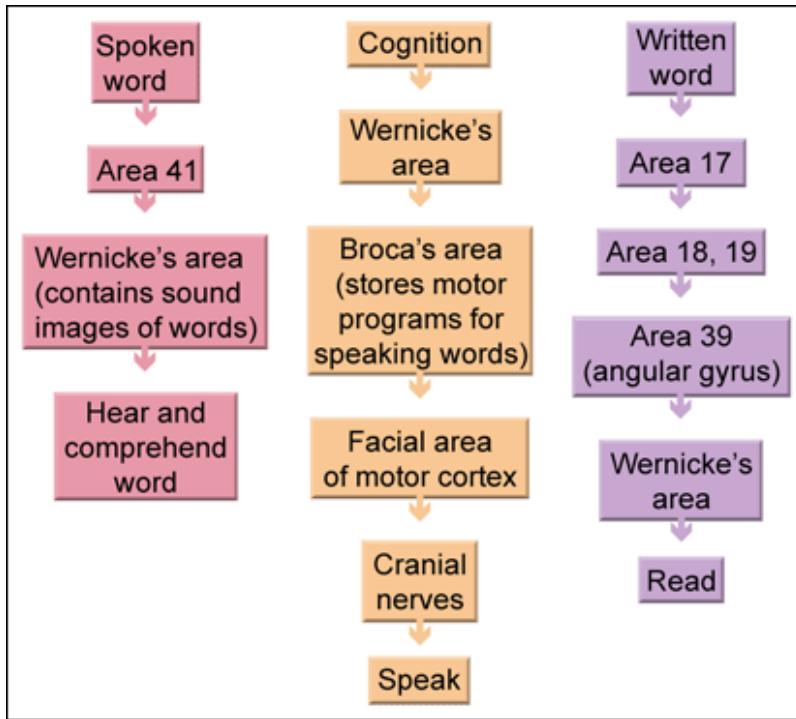 Spoken
word
Area 41
Wernicke's area
(contains sound
images of words)
Hear and
comprehend
word
Cognition
Wernicke's
area
Broca's area
(stores motor
programs for
speaking words)
Facial area
of motor cortex
Cranial
nerves
Speak
Written
word
Area 17
Area 18, 19
Area 39
(angular gyrus)
Wernicke's
area
Read